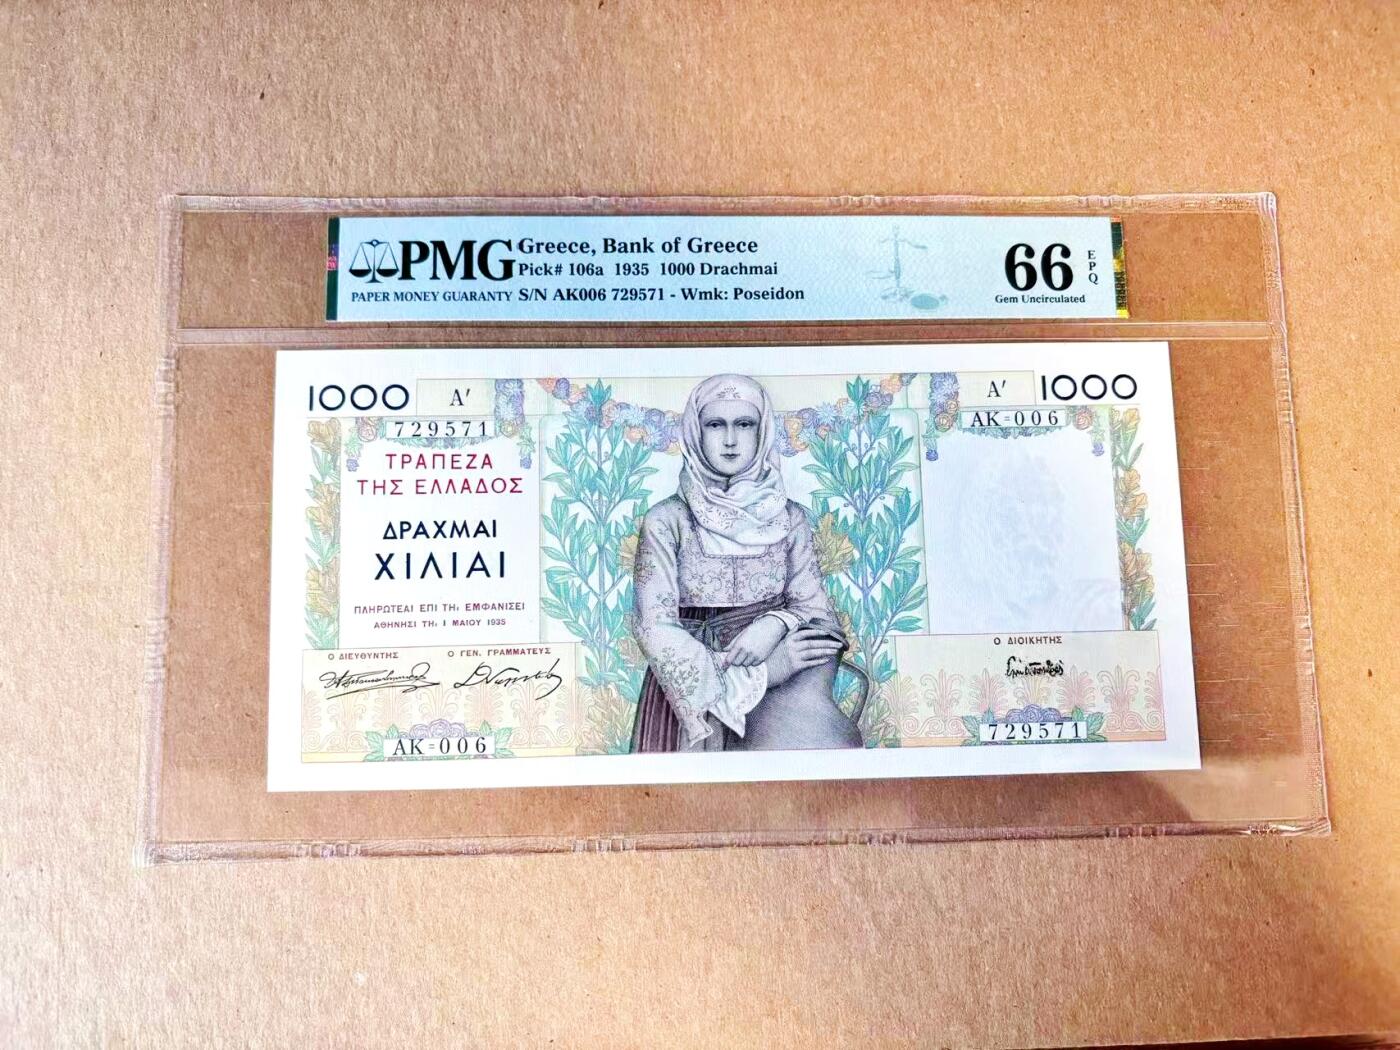 PMG
PAPER MONEY GUARANTY
Greece, Bank of Greece
Pick# 106a 1935 1000 Drachmai
S/N AK006 729571 - Wmk: Poseidon
66
EPQ
Gem Uncirculated
1000 Α′ Α′ 1000
729571 ΑΚ=006
ΤΡΑΠΕΖΑ
ΤΗΣ ΕΛΛΑΔΟΣ
ΔΡΑΧΜΑΙ
ΧΙΛΙΑΙ
ΠΛΗΡΩΤΕΑΙ ΕΠΙ ΤΗι ΕΜΦΑΝΙΣΕΙ
ΑΘΗΝΗΣΙ ΤΗι 1 ΜΑΙΟΥ 1935
Ο ΔΙΕΥΘΥΝΤΗΣ Ο ΓΕΝ. ΓΡΑΜΜΑΤΕΥΣ
Ο ΔΙΟΙΚΗΤΗΣ
ΑΚ=006 729571